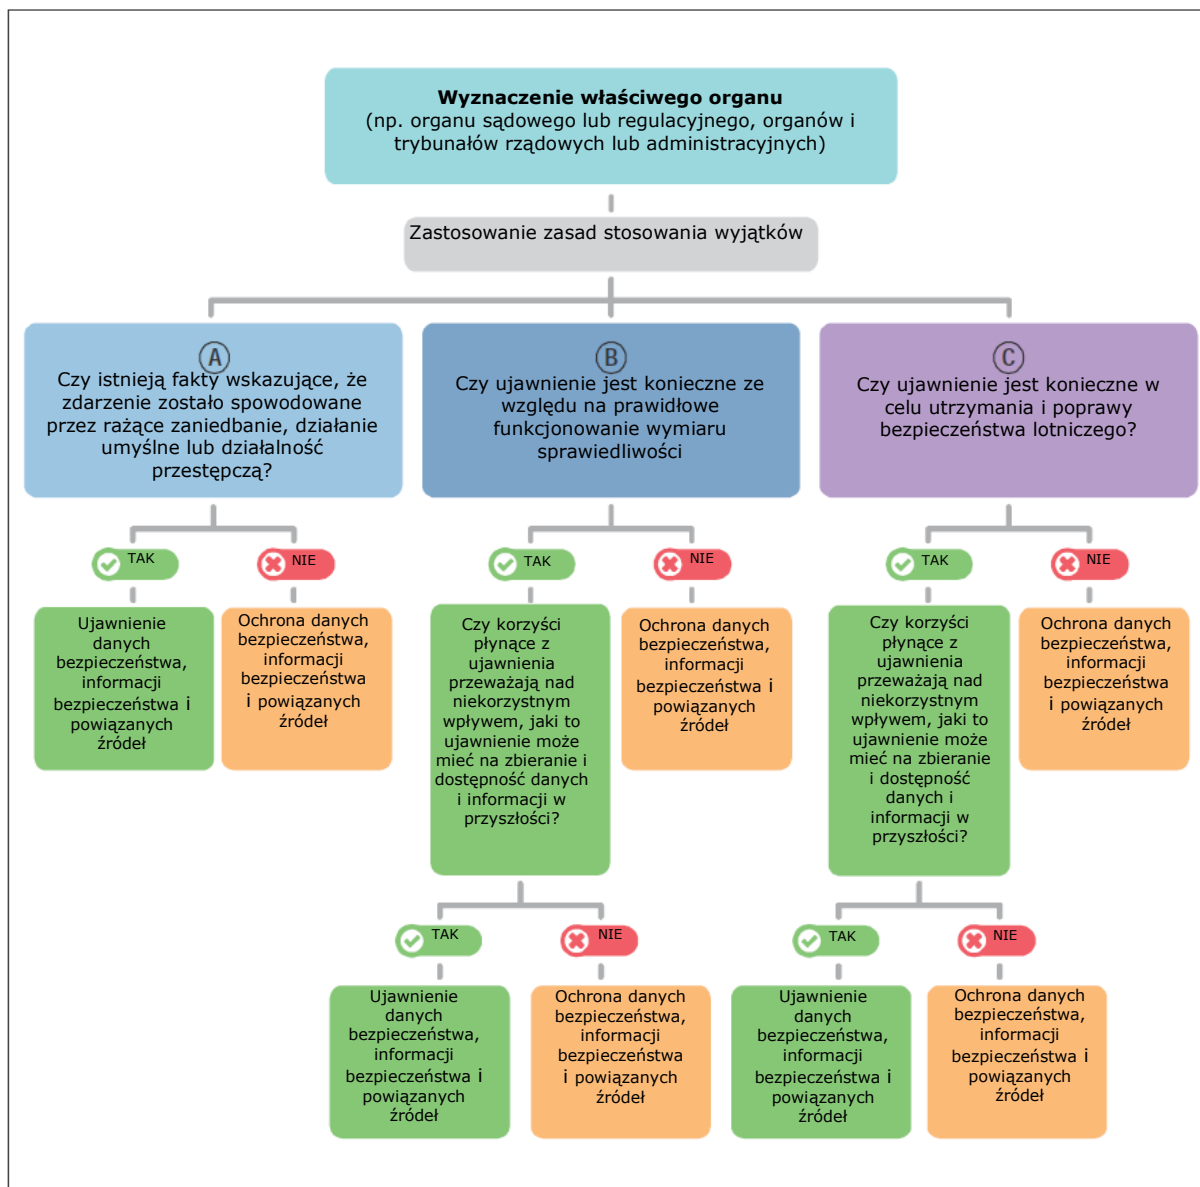 Wyznaczenie właściwego organu
(np. organu sądowego lub regulacyjnego, organów i
trybunałów rządowych lub administracyjnych)
Zastosowanie zasad stosowania wyjątków
A
Czy istnieją fakty wskazujące, że
zdarzenie zostało spowodowane
przez rażące zaniedbanie, działanie
umyślne lub działalność
przestępczą?
B
Czy ujawnienie jest konieczne ze
względu na prawidłowe
funkcjonowanie wymiaru
sprawiedliwości
C
Czy ujawnienie jest konieczne w
celu utrzymania i poprawy
bezpieczeństwa lotniczego?
TAK
NIE
TAK
NIE
TAK
NIE
Ujawnienie
danych
bezpieczeństwa,
informacji
bezpieczeństwa i
powiązanych
źródeł
Ochrona danych
bezpieczeństwa,
informacji
bezpieczeństwa
i powiązanych
źródeł
Czy korzyści
płynące z
ujawnienia
przeważają nad
niekorzystnym
wpływem, jaki to
ujawnienie może
mieć na zbieranie i
dostępność danych
i informacji w
przyszłości?
Ochrona danych
bezpieczeństwa,
informacji
bezpieczeństwa i
powiązanych
źródeł
Czy korzyści
płynące z
ujawnienia
przeważają nad
niekorzystnym
wpływem, jaki to
ujawnienie może
mieć na zbieranie
i dostępność
danych i
informacji w
przyszłości?
Ochrona danych
bezpieczeństwa,
informacji
bezpieczeństwa
i powiązanych
źródeł
TAK
NIE
TAK
NIE
Ujawnienie
danych
bezpieczeństwa,
informacji
bezpieczeństwa i
powiązanych
źródeł
Ochrona danych
bezpieczeństwa,
informacji
bezpieczeństwa
i powiązanych
źródeł
Ujawnienie
danych
bezpieczeństwa,
informacji
bezpieczeństwa i
powiązanych
źródeł
Ochrona danych
bezpieczeństwa,
informacji
bezpieczeństwa i
powiązanych
źródeł